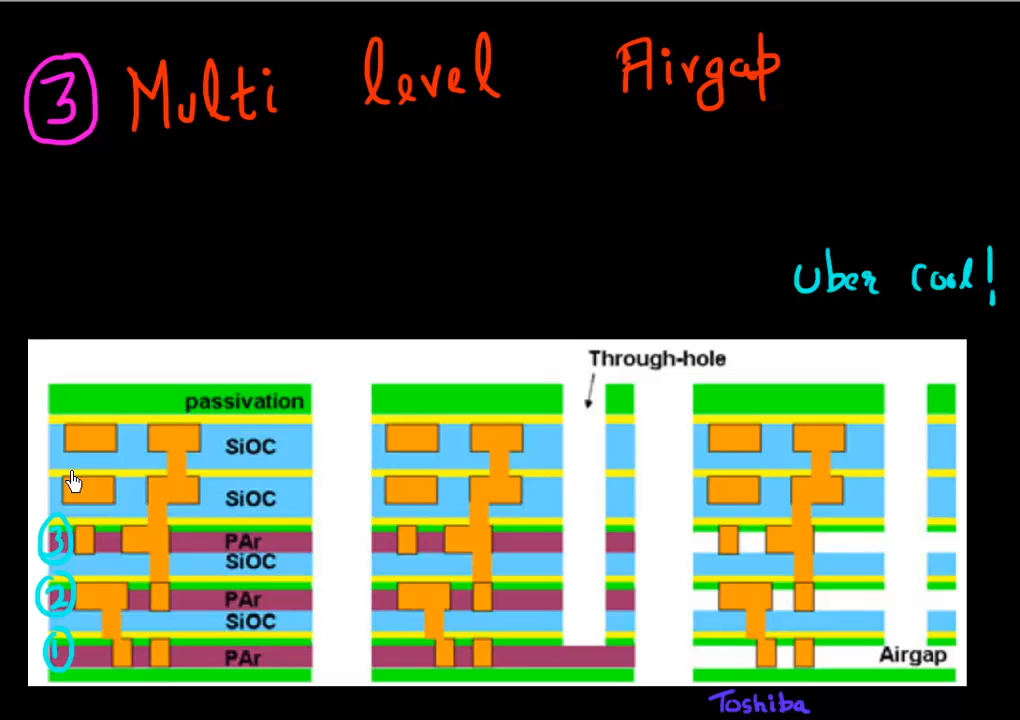 3 Multi level Airgap
Uber cool!
Through-hole
passivation
SiOC
SiOC
3 PAr
SiOC
2 PAr
SiOC
1 PAr
Airgap
Toshiba